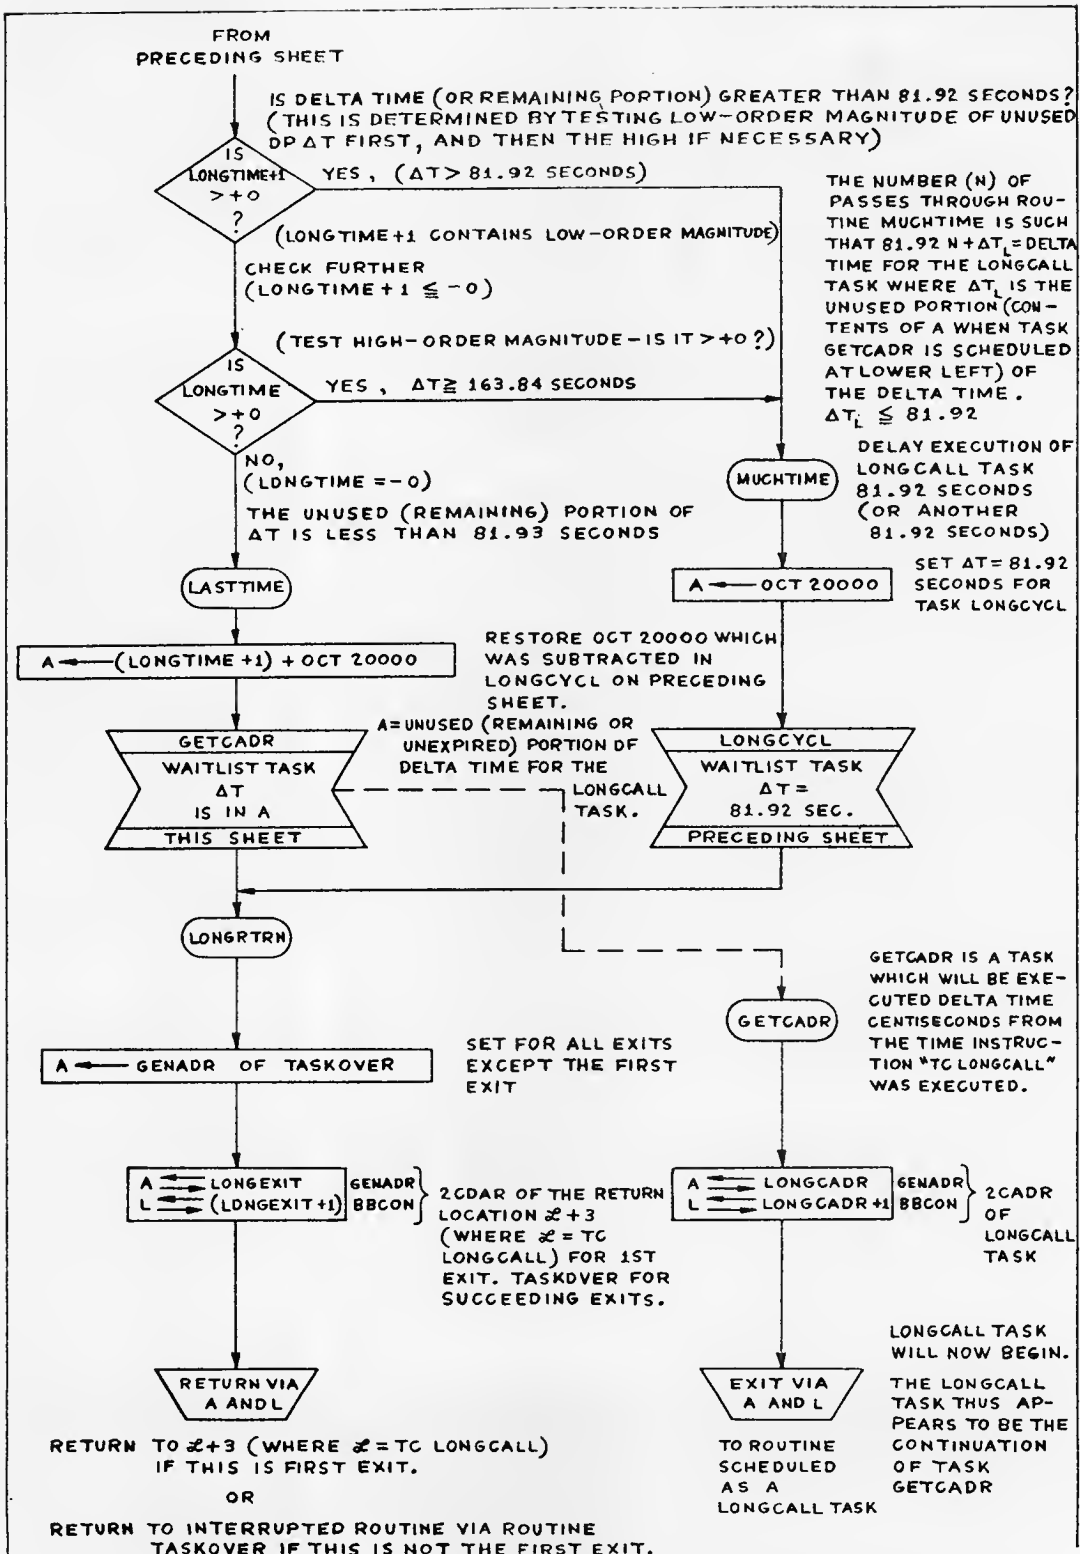 FROM
PRECEDING SHEET
IS DELTA TIME (OR REMAINING PORTION) GREATER THAN 81.92 SECONDS?
(THIS IS DETERMINED BY TESTING LOW-ORDER MAGNITUDE OF UNUSED
DP ΔT FIRST, AND THEN THE HIGH IF NECESSARY)
IS
LONGTIME+1
>+0
?
YES, (ΔT > 81.92 SECONDS)
(LONGTIME+1 CONTAINS LOW-ORDER MAGNITUDE)
CHECK FURTHER
(LONGTIME+1 ≦ -0)
(TEST HIGH-ORDER MAGNITUDE-IS IT >+0?)
IS
LONGTIME
>+0
?
YES, ΔT≧ 163.84 SECONDS
NO,
(LONGTIME =-0)
THE UNUSED (REMAINING) PORTION OF
ΔT IS LESS THAN 81.93 SECONDS
THE NUMBER (N) OF
PASSES THROUGH ROU-
TINE MUCHTIME IS SUCH
THAT 81.92 N+ΔT_L=DELTA
TIME FOR THE LONGCALL
TASK WHERE ΔT_L IS THE
UNUSED PORTION (CON-
TENTS OF A WHEN TASK
GETCADR IS SCHEDULED
AT LOWER LEFT) OF
THE DELTA TIME.
ΔT_L ≦ 81.92
MUCHTIME
DELAY EXECUTION OF
LONGCALL TASK
81.92 SECONDS
(OR ANOTHER
81.92 SECONDS)
LASTTIME
A ← OCT 20000
SET ΔT=81.92
SECONDS FOR
TASK LONGCYCL
A ← (LONGTIME +1) + OCT 20000
RESTORE OCT 20000 WHICH
WAS SUBTRACTED IN
LONGCYCL ON PRECEDING
SHEET.
GETCADR
WAITLIST TASK
ΔT
IS IN A
THIS SHEET
A=UNUSED (REMAINING OR
UNEXPIRED) PORTION OF
DELTA TIME FOR THE
LONGCALL
TASK.
LONGCYCL
WAITLIST TASK
ΔT=
81.92 SEC.
PRECEDING SHEET
LONGRTRN
GETCADR
GETCADR IS A TASK
WHICH WILL BE EXE-
CUTED DELTA TIME
CENTISECONDS FROM
THE TIME INSTRUC-
TION "TC LONGCALL"
WAS EXECUTED.
A ← GENADR OF TASKOVER
SET FOR ALL EXITS
EXCEPT THE FIRST
EXIT
A ⇄ LONGEXIT GENADR
L ⇄ (LONGEXIT+1) BBCON
2CDAR OF THE RETURN
LOCATION ℒ+3
(WHERE ℒ=TC
LONGCALL) FOR 1ST
EXIT. TASKOVER FOR
SUCCEEDING EXITS.
A ⇄ LONGCADR GENADR
L ⇄ LONGCADR+1 BBCON
2CADR
OF
LONGCALL
TASK
RETURN VIA
A AND L
EXIT VIA
A AND L
LONGCALL TASK
WILL NOW BEGIN.
THE LONGCALL
TASK THUS AP-
PEARS TO BE THE
CONTINUATION
OF TASK
GETCADR
RETURN TO ℒ+3 (WHERE ℒ=TC LONGCALL)
IF THIS IS FIRST EXIT.
OR
RETURN TO INTERRUPTED ROUTINE VIA ROUTINE
TASKOVER IF THIS IS NOT THE FIRST EXIT.
TO ROUTINE
SCHEDULED
AS A
LONGCALL TASK